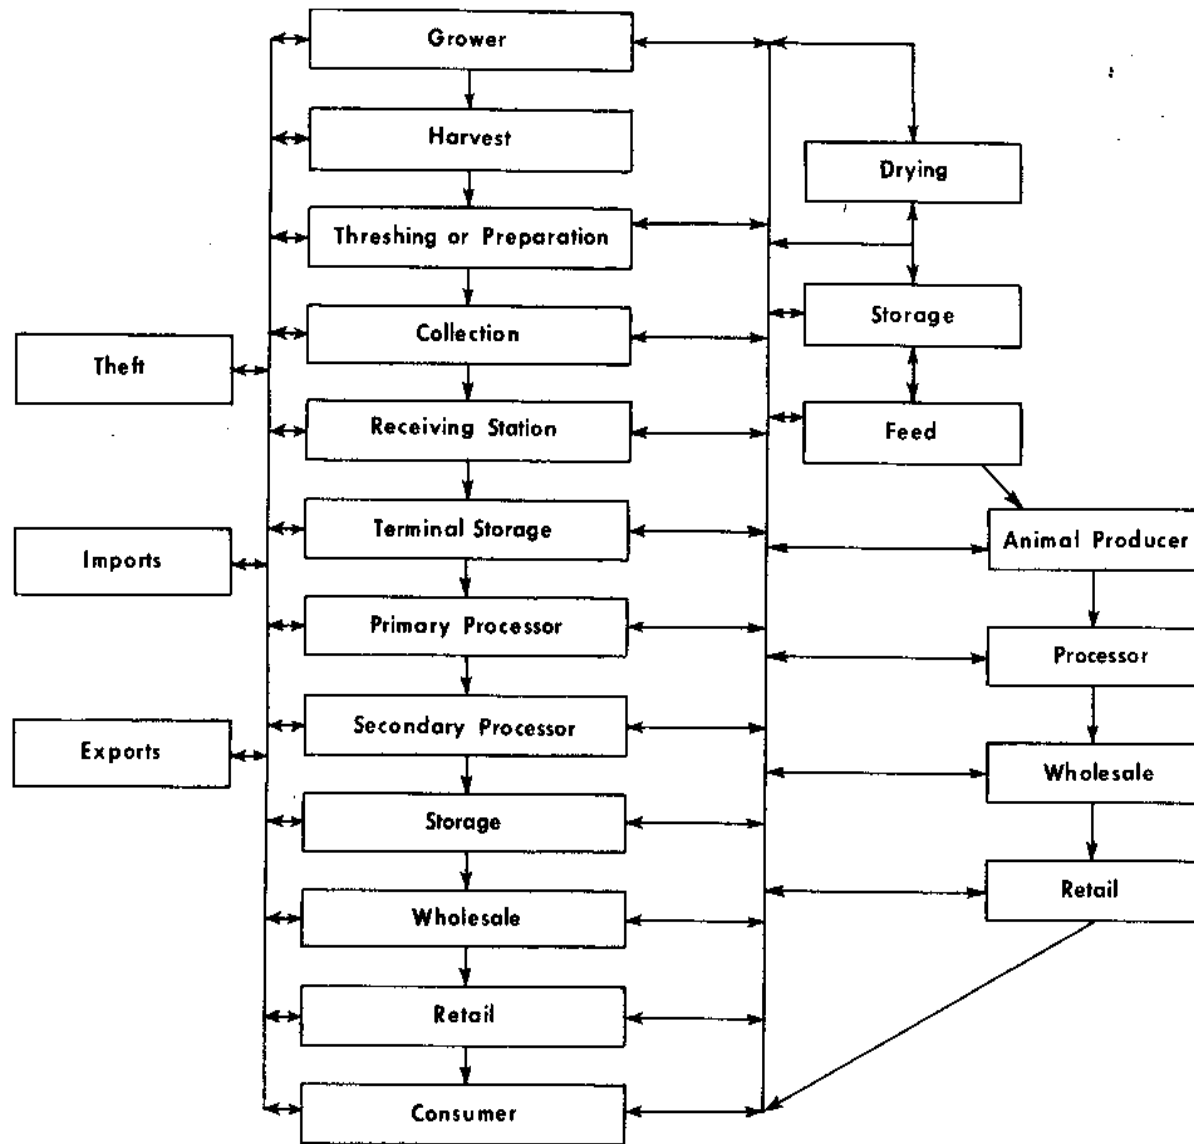 Grower
Harvest
Drying
Threshing or Preparation
Storage
Collection
Theft
Receiving Station
Feed
Terminal Storage
Animal Producer
Imports
Primary Processor
Processor
Secondary Processor
Exports
Wholesale
Storage
Retail
Wholesale
Retail
Consumer